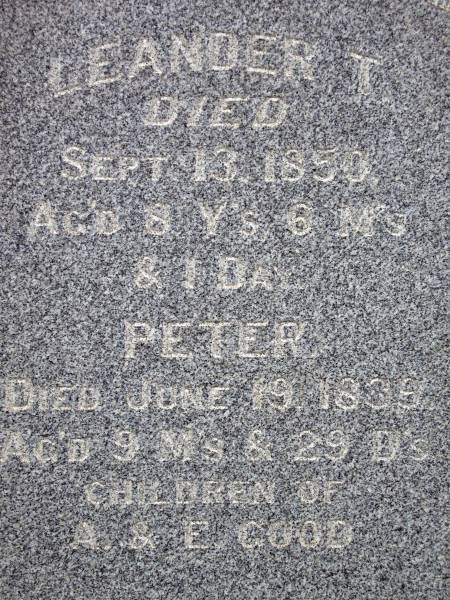 LEANDER T.
DIED
SEPT 13, 1850,
AG'D 8 Y'S 6 M'S
& 1 DAY.
PETER,
DIED JUNE 19, 1839.
AG'D 9 M'S & 29 D'S
CHILDREN OF
A. & E. GOOD